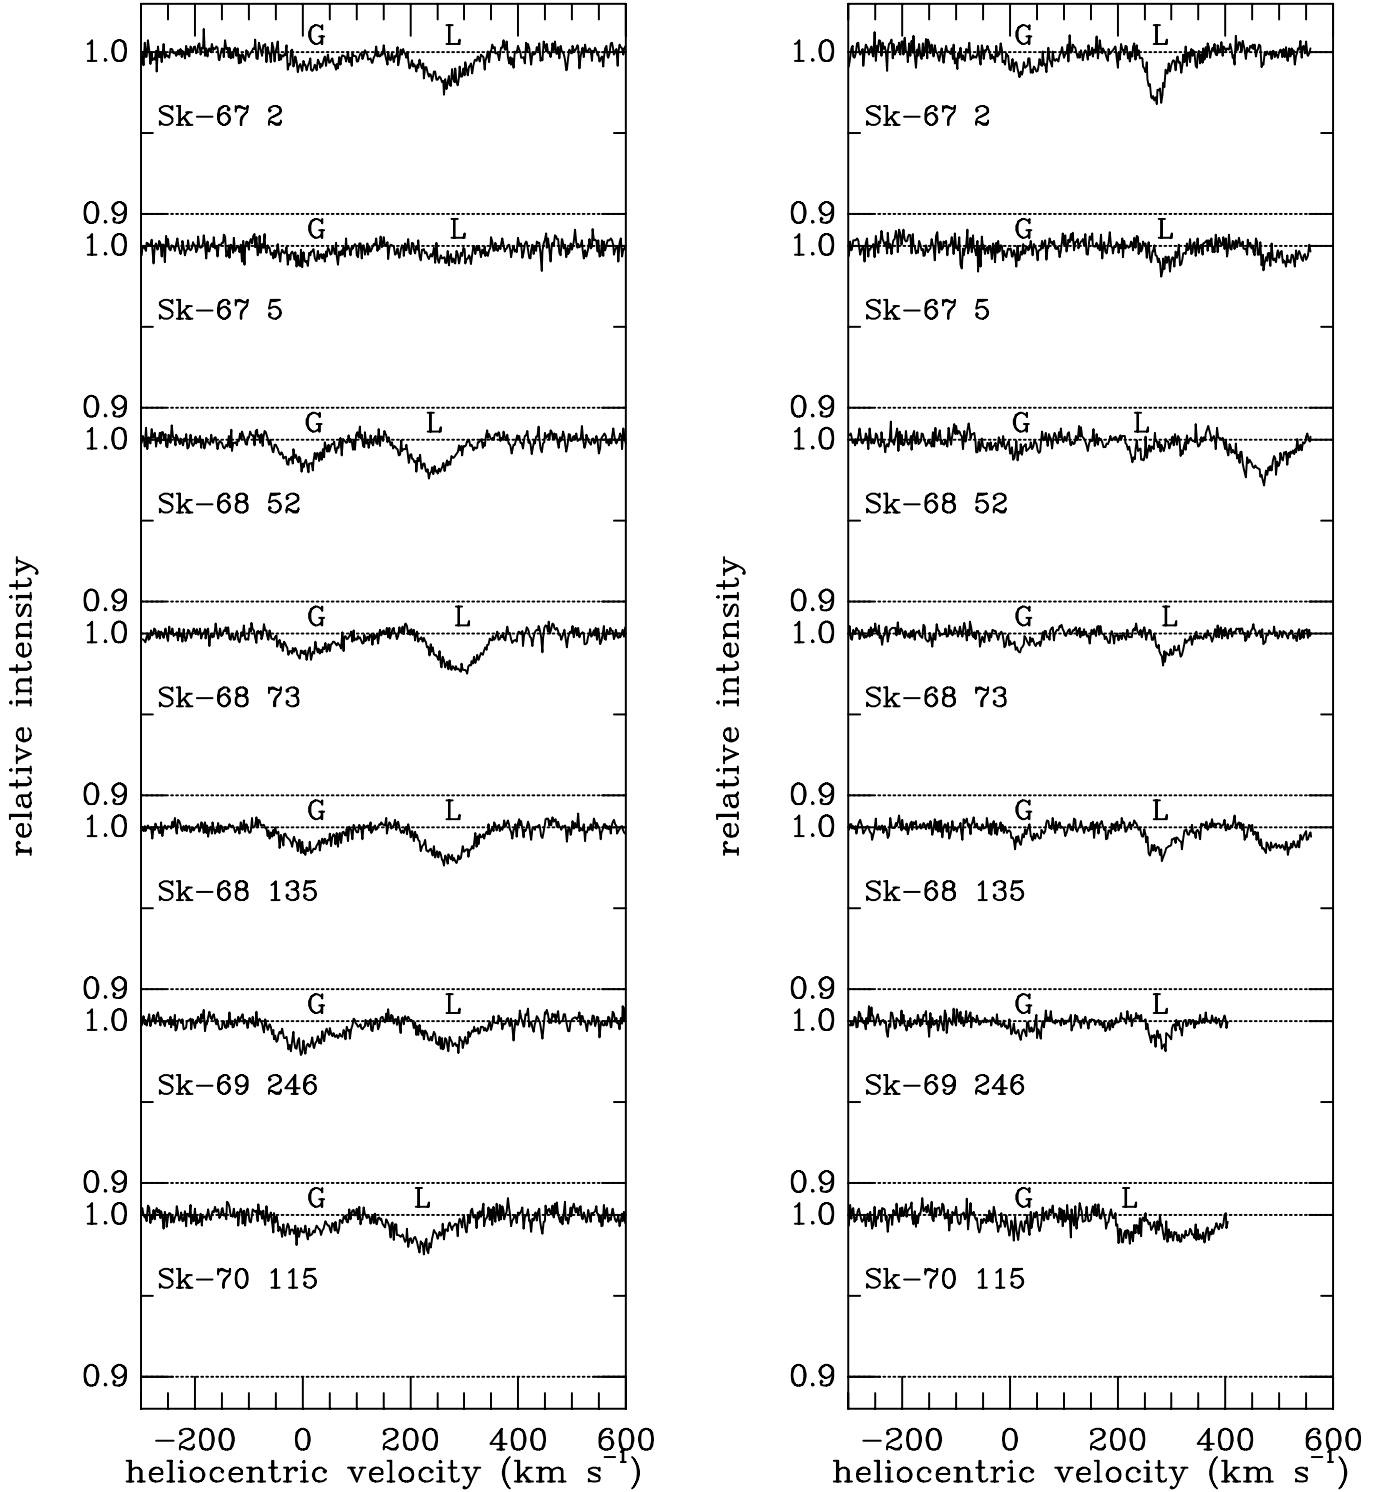 relative intensity
1.0
G L
Sk−67 2
0.9
1.0
G L
Sk−67 5
0.9
1.0
G L
Sk−68 52
0.9
1.0
G L
Sk−68 73
0.9
1.0
G L
Sk−68 135
0.9
1.0
G L
Sk−69 246
0.9
1.0
G L
Sk−70 115
0.9
−200 0 200 400 600
heliocentric velocity (km s⁻¹)
relative intensity
1.0
G L
Sk−67 2
0.9
1.0
G L
Sk−67 5
0.9
1.0
G L
Sk−68 52
0.9
1.0
G L
Sk−68 73
0.9
1.0
G L
Sk−68 135
0.9
1.0
G L
Sk−69 246
0.9
1.0
G L
Sk−70 115
0.9
−200 0 200 400 600
heliocentric velocity (km s⁻¹)